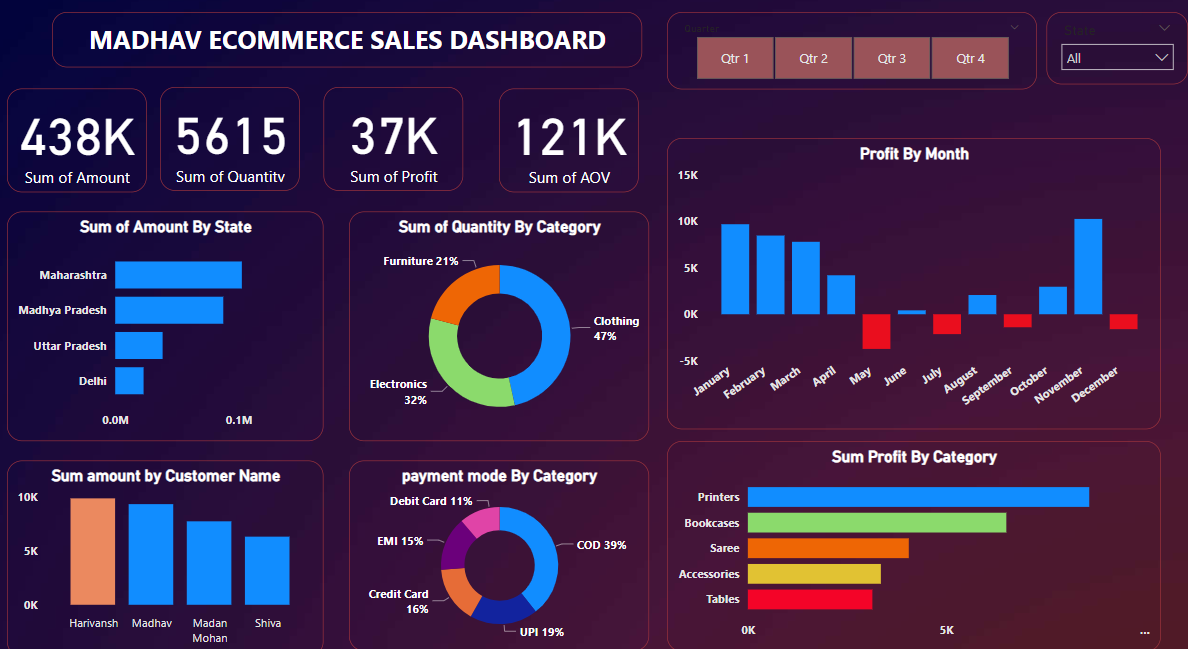 MADHAV ECOMMERCE SALES DASHBOARD
Quarter
Qtr 1
Qtr 2
Qtr 3
Qtr 4
State
All
438K
Sum of Amount
5615
Sum of Quantity
37K
Sum of Profit
121K
Sum of AOV
Sum of Amount By State
Maharashtra
Madhya Pradesh
Uttar Pradesh
Delhi
0.0M
0.1M
Sum of Quantity By Category
Furniture 21%
Clothing
47%
Electronics
32%
Profit By Month
15K
10K
5K
0K
-5K
January
February
March
April
May
June
July
August
September
October
November
December
Sum amount by Customer Name
10K
5K
0K
Harivansh
Madhav
Madan
Mohan
Shiva
payment mode By Category
Debit Card 11%
EMI 15%
COD 39%
Credit Card
16%
UPI 19%
Sum Profit By Category
Printers
Bookcases
Saree
Accessories
Tables
0K
5K
...